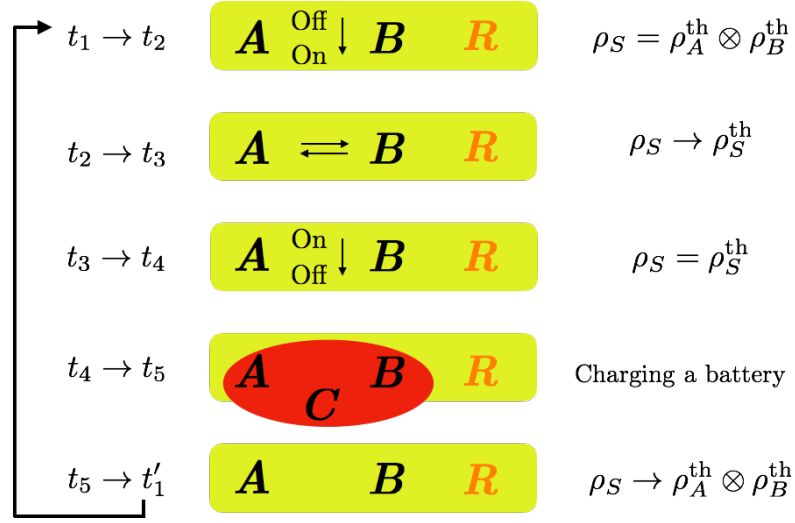 t₁ → t₂ A Off On ↓ B R ρ_S = ρ_A^th ⊗ ρ_B^th
t₂ → t₃ A ⇌ B R ρ_S → ρ_S^th
t₃ → t₄ A On Off ↓ B R ρ_S = ρ_S^th
t₄ → t₅ A B C R Charging a battery
t₅ → t₁′ A B R ρ_S → ρ_A^th ⊗ ρ_B^th